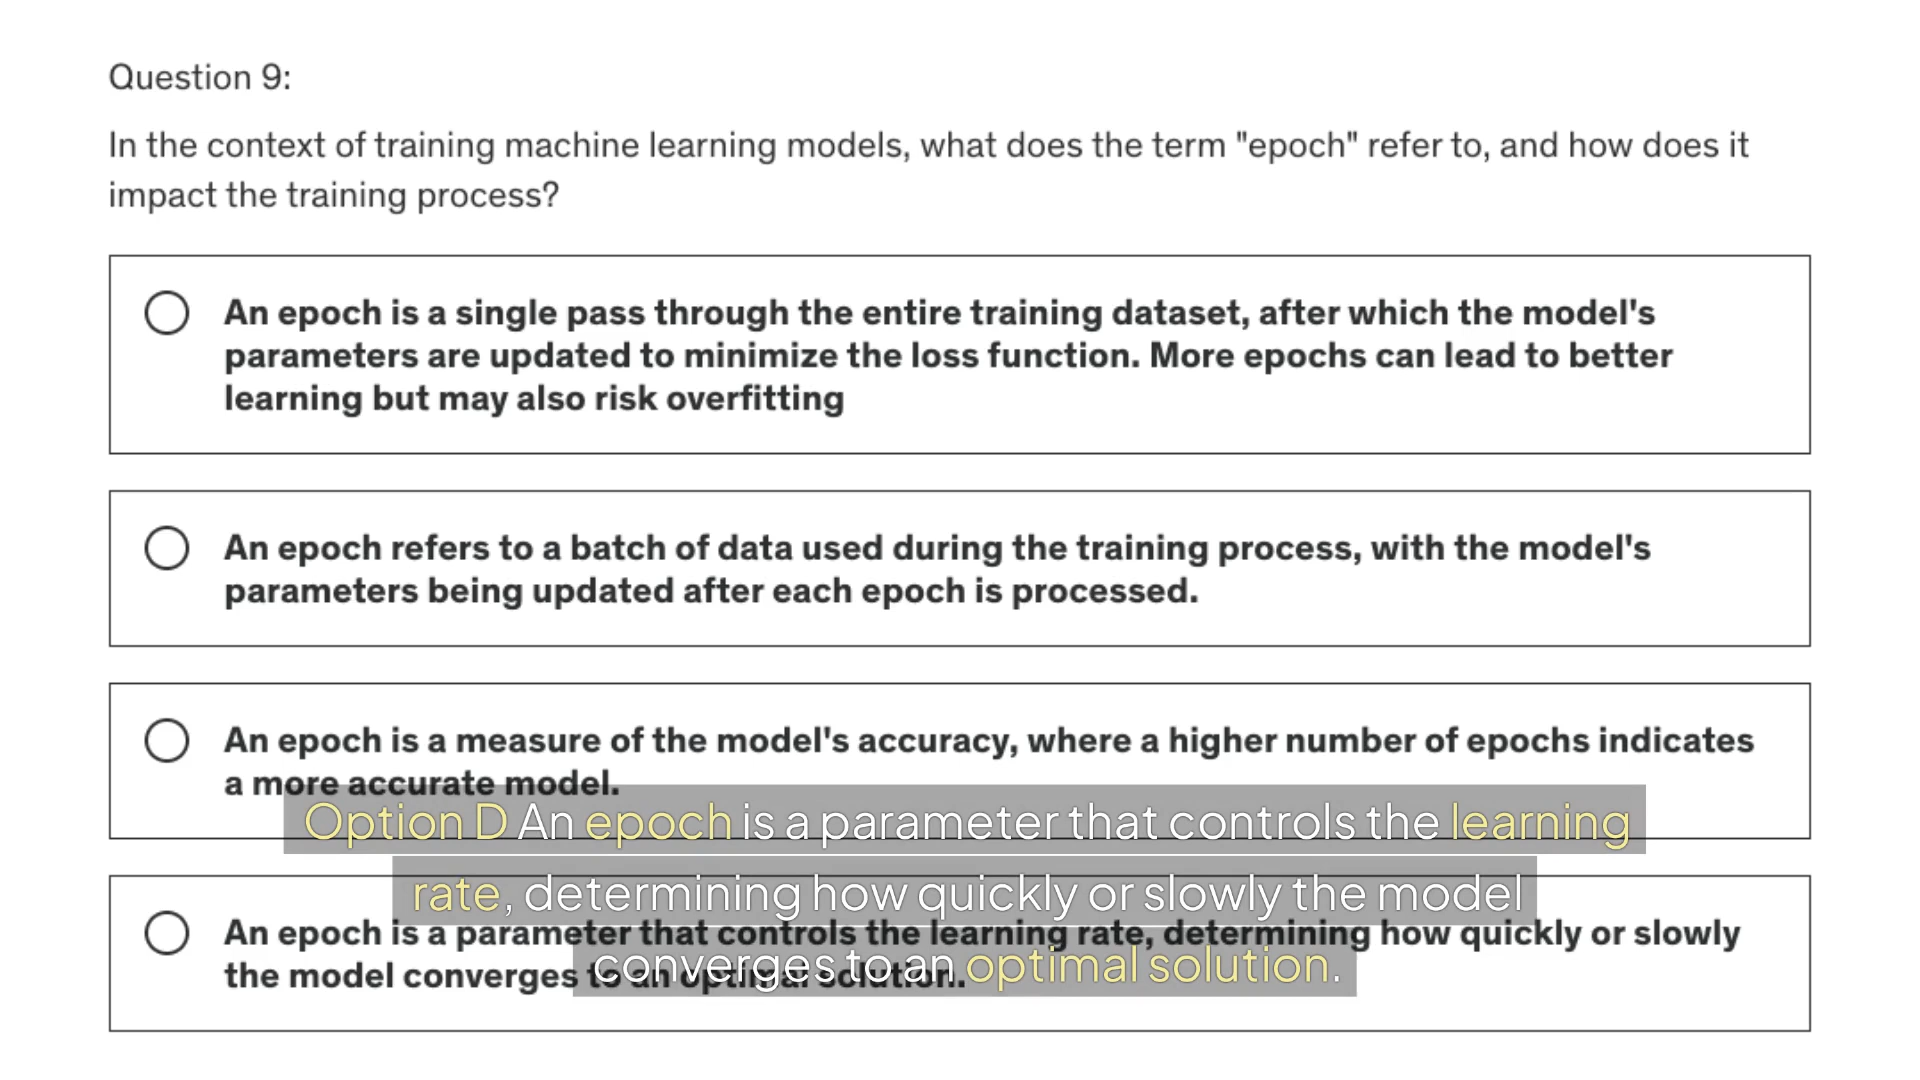 Question 9:
In the context of training machine learning models, what does the term "epoch" refer to, and how does it
impact the training process?
An epoch is a single pass through the entire training dataset, after which the model's
parameters are updated to minimize the loss function. More epochs can lead to better
learning but may also risk overfitting
An epoch refers to a batch of data used during the training process, with the model's
parameters being updated after each epoch is processed.
An epoch is a measure of the model's accuracy, where a higher number of epochs indicates
a more accurate model.
Option D An epoch is a parameter that controls the learning
rate, determining how quickly or slowly the model
converges to an optimal solution.
An epoch is a parameter that controls the learning rate, determining how quickly or slowly
the model converges to an optimal solution.